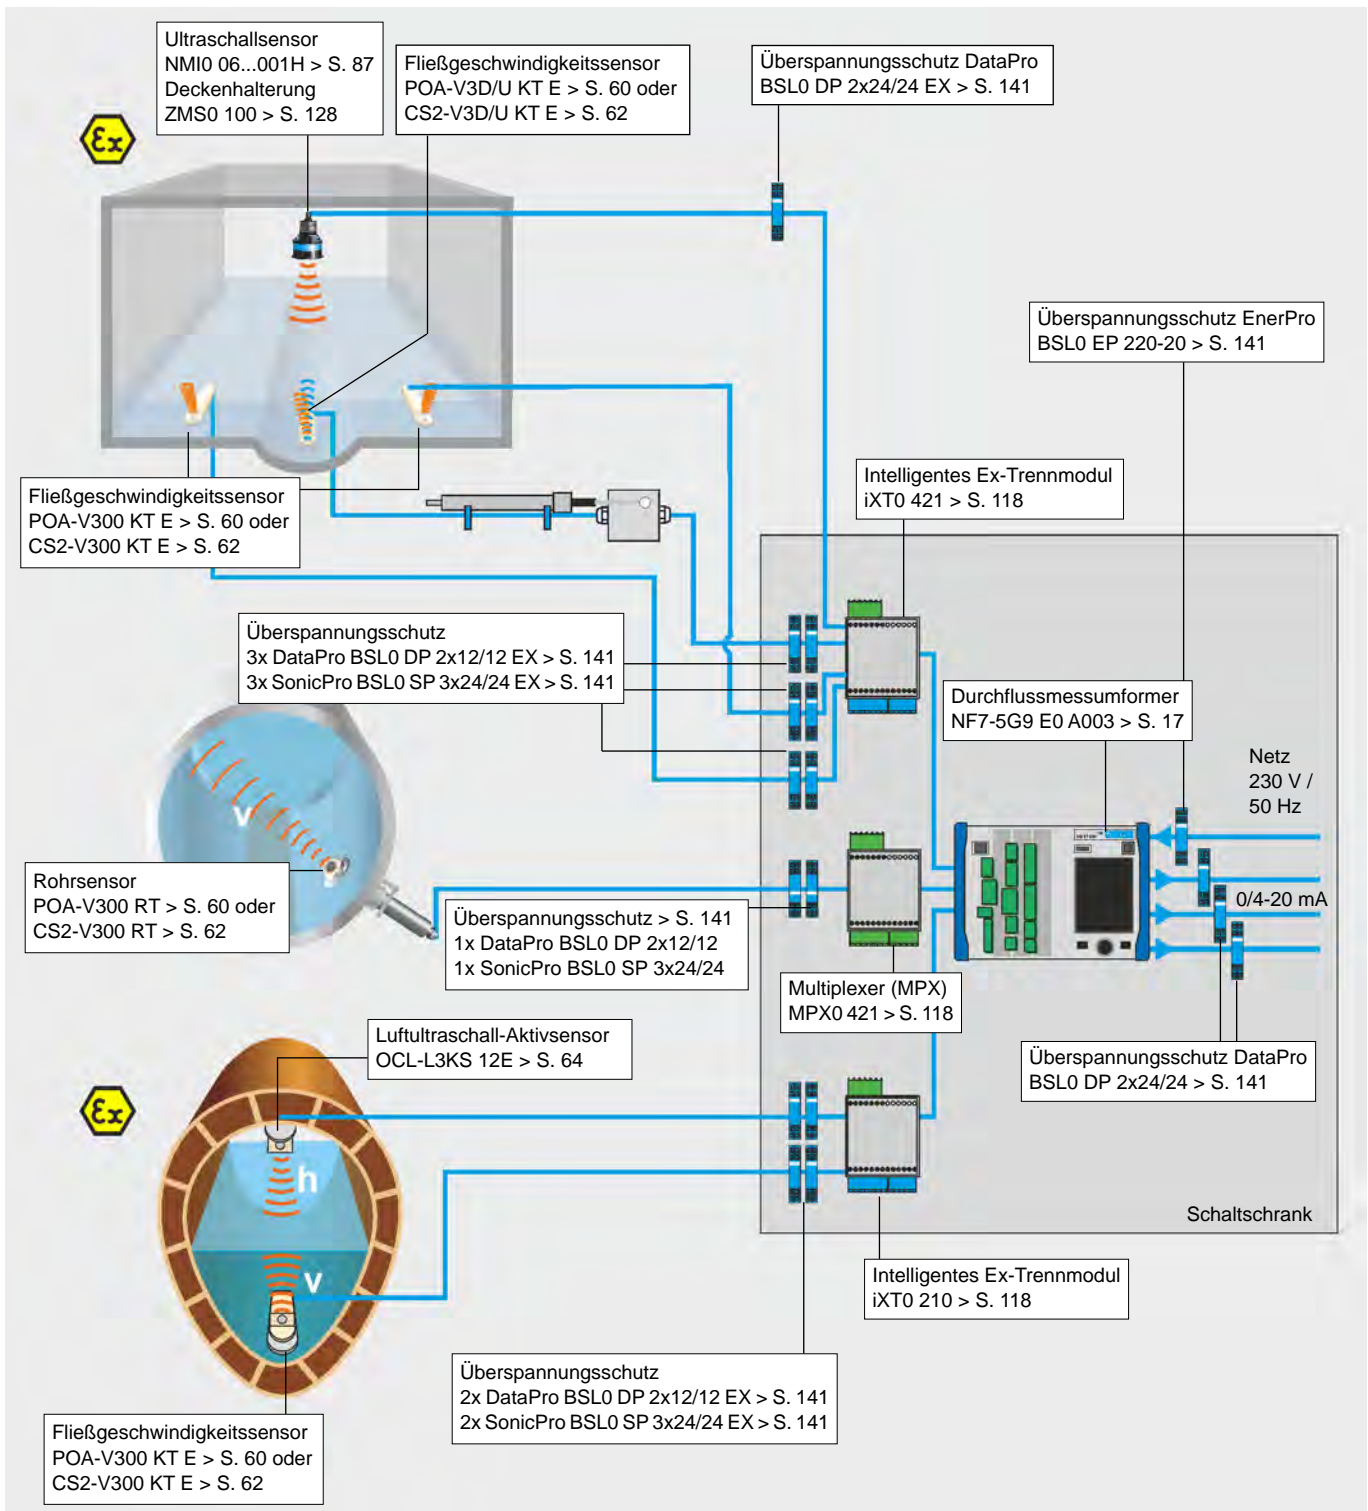 Ultraschallsensor
NMI0 06...001H > S. 87
Deckenhalterung
ZMS0 100 > S. 128
Fließgeschwindigkeitssensor
POA-V3D/U KT E > S. 60 oder
CS2-V3D/U KT E > S. 62
Überspannungsschutz DataPro
BSL0 DP 2x24/24 EX > S. 141
Ex
Überspannungsschutz EnerPro
BSL0 EP 220-20 > S. 141
Fließgeschwindigkeitssensor
POA-V300 KT E > S. 60 oder
CS2-V300 KT E > S. 62
Intelligentes Ex-Trennmodul
iXT0 421 > S. 118
Überspannungsschutz
3x DataPro BSL0 DP 2x12/12 EX > S. 141
3x SonicPro BSL0 SP 3x24/24 EX > S. 141
Durchflussmessumformer
NF7-5G9 E0 A003 > S. 17
Netz
230 V /
50 Hz
v
Rohrsensor
POA-V300 RT > S. 60 oder
CS2-V300 RT > S. 62
Überspannungsschutz > S. 141
1x DataPro BSL0 DP 2x12/12
1x SonicPro BSL0 SP 3x24/24
0/4-20 mA
Multiplexer (MPX)
MPX0 421 > S. 118
Luftultraschall-Aktivsensor
OCL-L3KS 12E > S. 64
Überspannungsschutz DataPro
BSL0 DP 2x24/24 > S. 141
Ex
h
v
Schaltschrank
Intelligentes Ex-Trennmodul
iXT0 210 > S. 118
Überspannungsschutz
2x DataPro BSL0 DP 2x12/12 EX > S. 141
2x SonicPro BSL0 SP 3x24/24 EX > S. 141
Fließgeschwindigkeitssensor
POA-V300 KT E > S. 60 oder
CS2-V300 KT E > S. 62